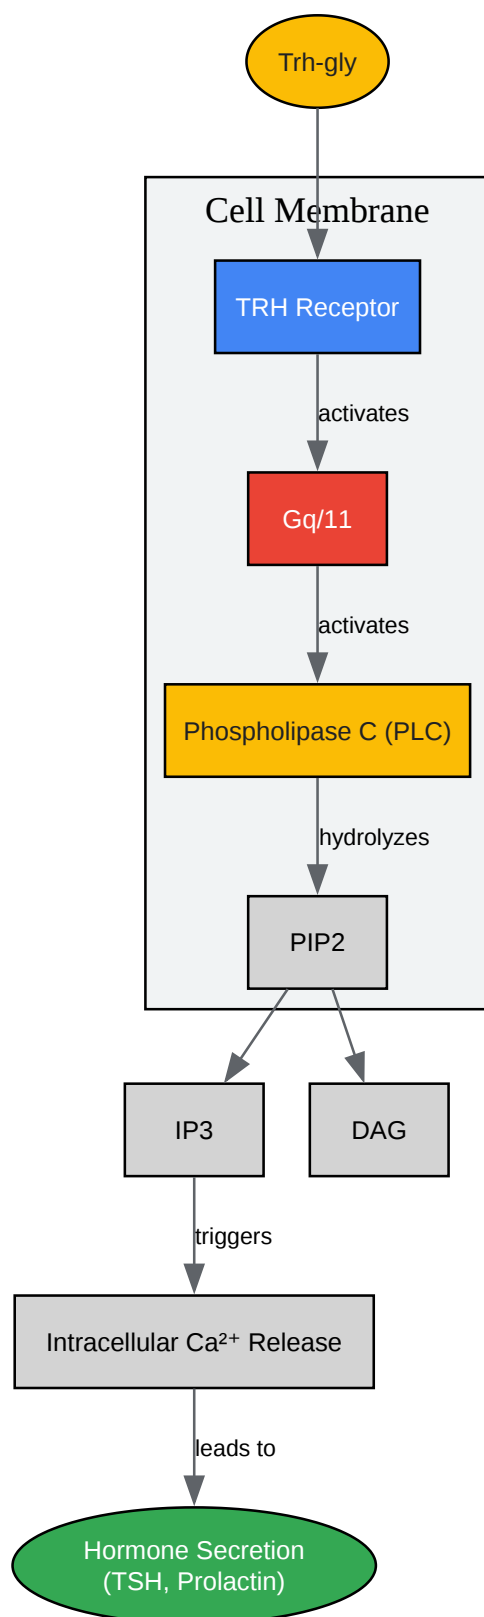 Trh-gly
Cell Membrane
TRH Receptor
activates
Gq/11
activates
Phospholipase C (PLC)
hydrolyzes
PIP2
IP3
DAG
triggers
Intracellular Ca²⁺ Release
leads to
Hormone Secretion
(TSH, Prolactin)